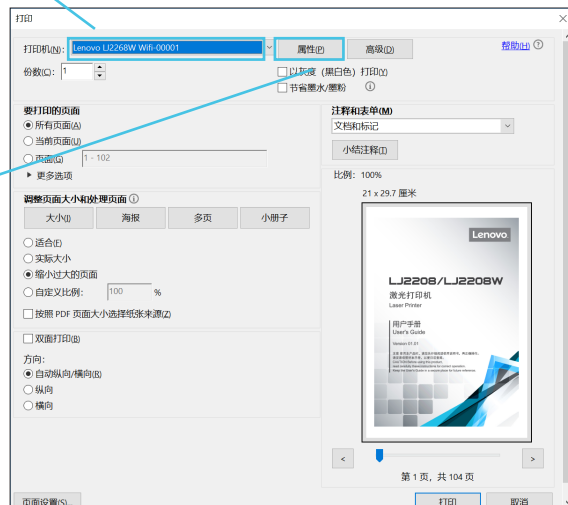 打印
打印机(N): Lenovo LJ2268W Wifi-00001 属性(P) 高级(D) 帮助(H)
份数(C): 1 以灰度（黑白色）打印(Y)
节省墨水/墨粉
要打印的页面
所有页面(A)
当前页面(U)
页面(G) 1 - 102
更多选项
调整页面大小和处理页面
大小(I) 海报 多页 小册子
适合(F)
实际大小
缩小过大的页面
自定义比例: 100 %
按照 PDF 页面大小选择纸张来源(Z)
双面打印(B)
方向:
自动纵向/横向(R)
纵向
横向
注释和表单(M)
文档和标记
小结注释(T)
比例: 100%
21 x 29.7 厘米
Lenovo
LJ2208/LJ2208W
激光打印机
Laser Printer
用户手册
User's Guide
Version 01.01
< >
第 1 页，共 104 页
页面设置(S)... 打印 取消